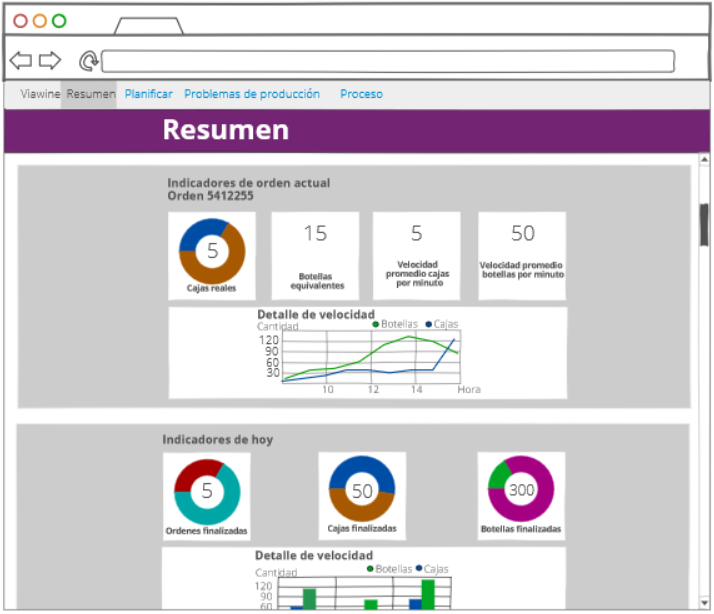 Viawine Resumen Planificar Problemas de producción Proceso
Resumen
Indicadores de orden actual
Orden 5412255
5
Cajas reales
15
Botellas
equivalentes
5
Velocidad
promedio cajas
por minuto
50
Velocidad promedio
botellas por minuto
Detalle de velocidad
Cantidad
Botellas Cajas
120
90
60
30
10 12 14 Hora
Indicadores de hoy
5
Ordenes finalizadas
50
Cajas finalizadas
300
Botellas finalizadas
Detalle de velocidad
Cantidad
Botellas Cajas
120
90
60